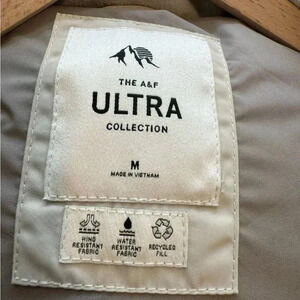 THE A&F
ULTRA
COLLECTION
M
MADE IN VIETNAM
WIND
RESISTANT
FABRIC
WATER
RESISTANT
FABRIC
RECYCLED
FILL